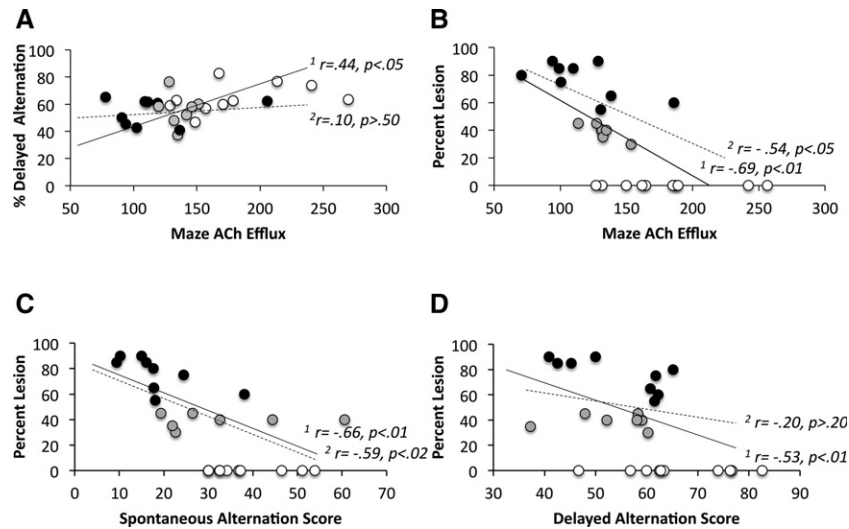 A
% Delayed Alternation
100
80
60
40
20
0
50 100 150 200 250 300
Maze ACh Efflux
1 r=.44, p<.05
2r=.10, p>.50
B
Percent Lesion
100
80
60
40
20
0
50 100 150 200 250 300
Maze ACh Efflux
2 r= - .54, p<.05
1 r= -.69, p<.01
C
Percent Lesion
100
80
60
40
20
0
0 10 20 30 40 50 60 70
Spontaneous Alternation Score
1 r= -.66, p<.01
2 r= -.59, p<.02
D
Percent Lesion
100
80
60
40
20
0
30 40 50 60 70 80 90
Delayed Alternation Score
2 r= -.20, p>.20
1 r= -.53, p<.01